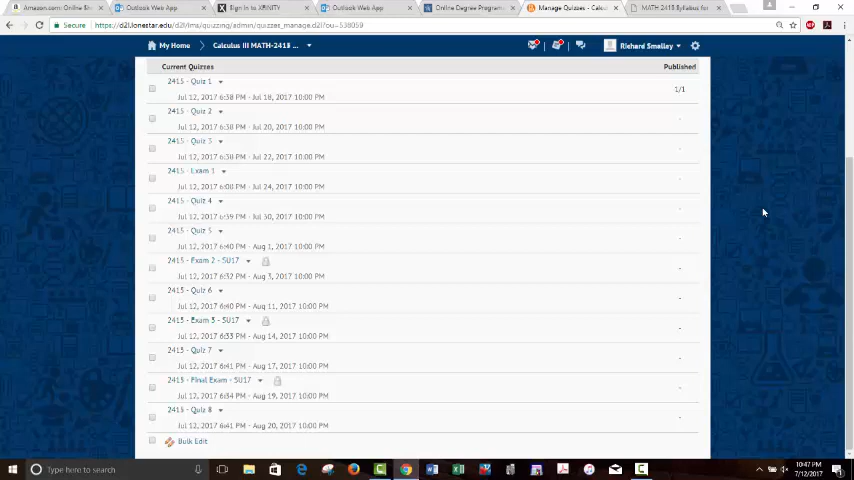 Amazon.com: Online Sh
Outlook Web App
Sign In to XFINITY
Outlook Web App
Online Degree Program
Manage Quizzes - Calcu
MATH 2415 Syllabus for
Secure
https://d2l.lonestar.edu/d2l/lms/quizzing/admin/quizzes_manage.d2l?ou=538059
My Home
Calculus III MATH-2415 ...
Richard Smalley
Current Quizzes
Published
2415 - Quiz 1
1/1
Jul 12, 2017 6:38 PM - Jul 18, 2017 10:00 PM
2415 - Quiz 2
-
Jul 12, 2017 6:38 PM - Jul 20, 2017 10:00 PM
2415 - Quiz 3
-
Jul 12, 2017 6:38 PM - Jul 22, 2017 10:00 PM
2415 - Exam 1
-
Jul 12, 2017 6:00 PM - Jul 24, 2017 10:00 PM
2415 - Quiz 4
-
Jul 12, 2017 6:39 PM - Jul 30, 2017 10:00 PM
2415 - Quiz 5
-
Jul 12, 2017 6:40 PM - Aug 1, 2017 10:00 PM
2415 - Exam 2 - SU17
-
Jul 12, 2017 6:32 PM - Aug 3, 2017 10:00 PM
2415 - Quiz 6
-
Jul 12, 2017 6:40 PM - Aug 11, 2017 10:00 PM
2415 - Exam 3 - SU17
-
Jul 12, 2017 6:33 PM - Aug 14, 2017 10:00 PM
2415 - Quiz 7
-
Jul 12, 2017 6:41 PM - Aug 17, 2017 10:00 PM
2415 - Final Exam - SU17
-
Jul 12, 2017 6:34 PM - Aug 19, 2017 10:00 PM
2415 - Quiz 8
-
Jul 12, 2017 6:41 PM - Aug 20, 2017 10:00 PM
Bulk Edit
Type here to search
10:47 PM
7/12/2017